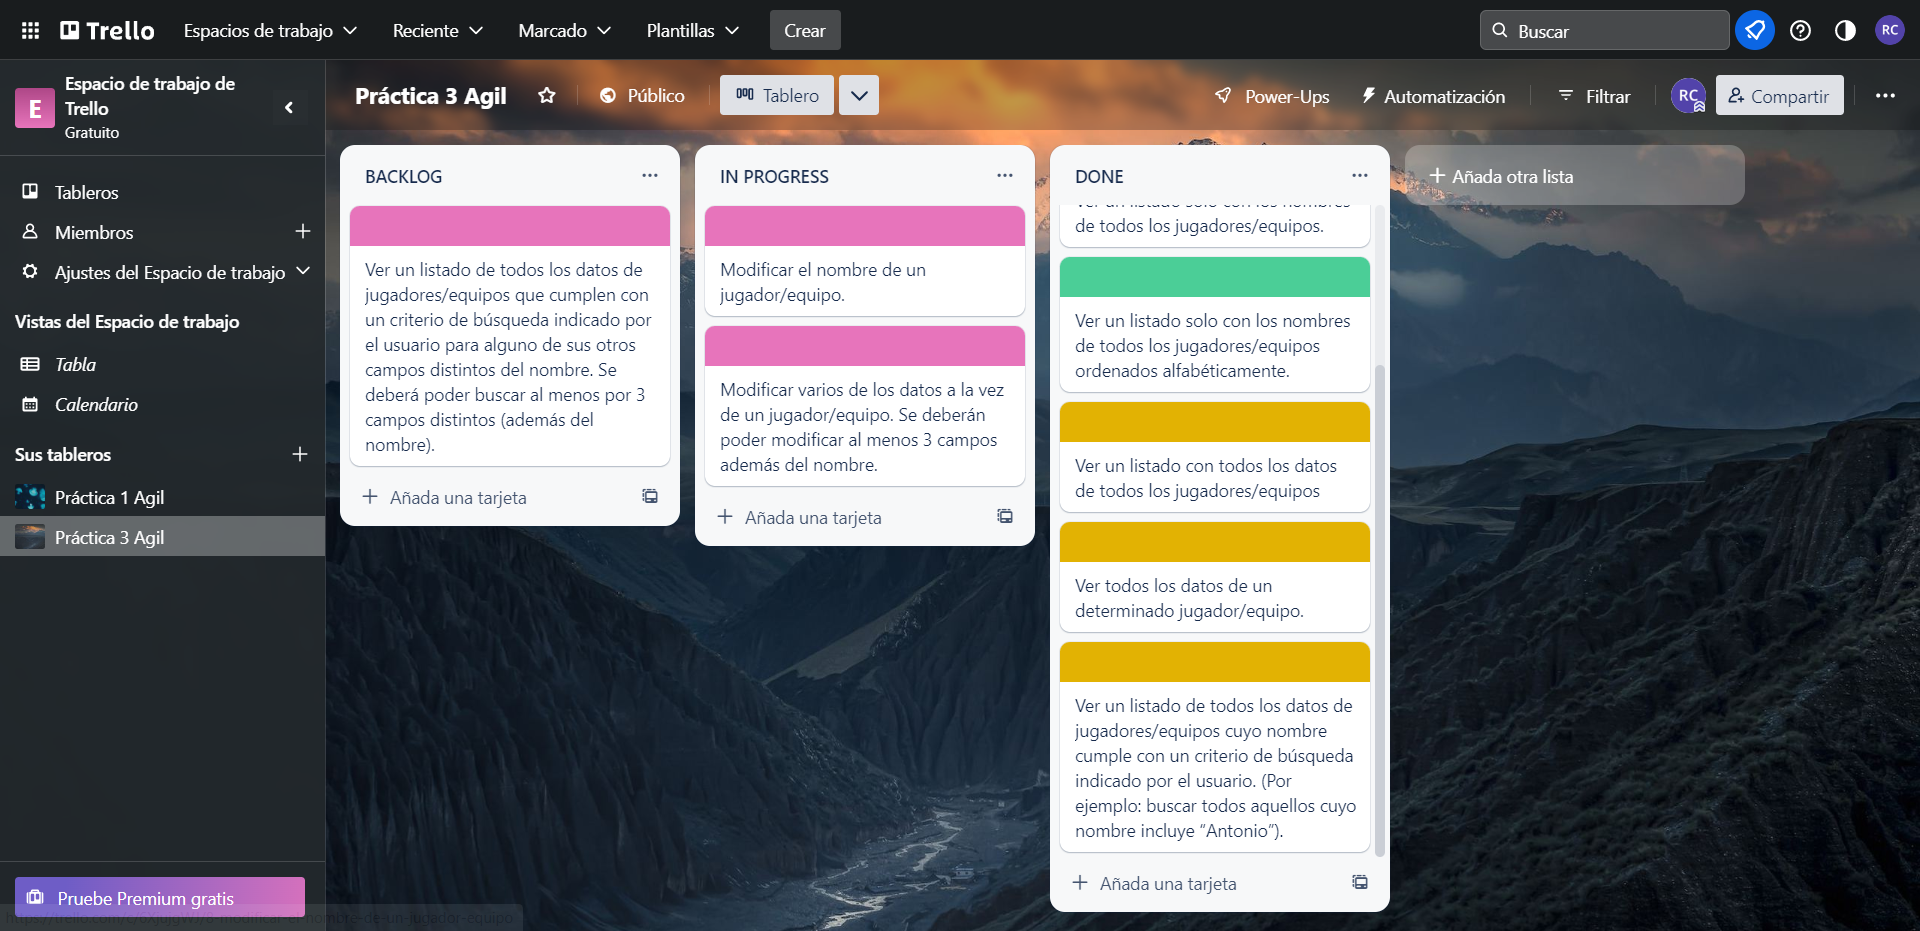 Trello
Espacios de trabajo
Reciente
Marcado
Plantillas
Crear
Buscar
RC
E
Espacio de trabajo de
Trello
Gratuito
Práctica 3 Agil
Público
Tablero
Power-Ups
Automatización
Filtrar
RC
Compartir
Tableros
Miembros
Ajustes del Espacio de trabajo
Vistas del Espacio de trabajo
Tabla
Calendario
Sus tableros
Práctica 1 Agil
Práctica 3 Agil
Pruebe Premium gratis
BACKLOG
Ver un listado de todos los datos de
jugadores/equipos que cumplen con
un criterio de búsqueda indicado por
el usuario para alguno de sus otros
campos distintos del nombre. Se
deberá poder buscar al menos por 3
campos distintos (además del
nombre).
Añada una tarjeta
IN PROGRESS
Modificar el nombre de un
jugador/equipo.
Modificar varios de los datos a la vez
de un jugador/equipo. Se deberán
poder modificar al menos 3 campos
además del nombre.
Añada una tarjeta
DONE
Ver un listado solo con los nombres
de todos los jugadores/equipos.
Ver un listado solo con los nombres
de todos los jugadores/equipos
ordenados alfabéticamente.
Ver un listado con todos los datos
de todos los jugadores/equipos
Ver todos los datos de un
determinado jugador/equipo.
Ver un listado de todos los datos de
jugadores/equipos cuyo nombre
cumple con un criterio de búsqueda
indicado por el usuario. (Por
ejemplo: buscar todos aquellos cuyo
nombre incluye “Antonio”).
Añada una tarjeta
Añada otra lista